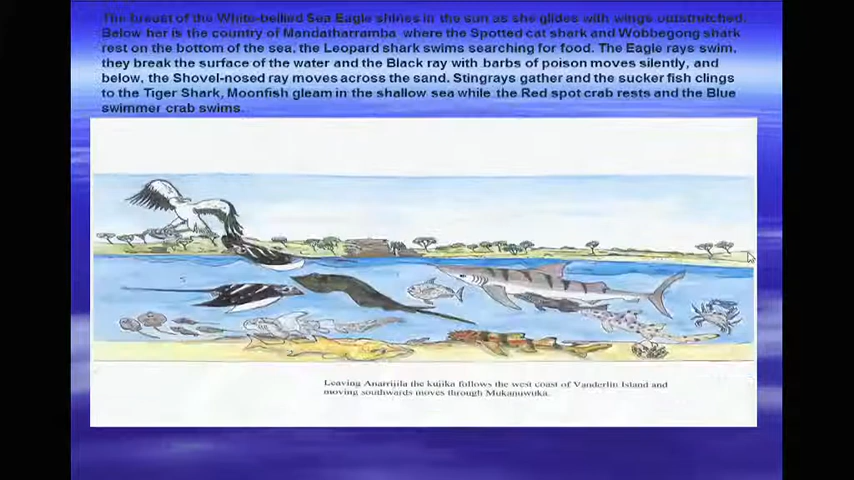 The breast of the White-bellied Sea Eagle shines in the sun as she glides with wings outstretched.
Below her is the country of Mandatharramba where the Spotted cat shark and Wobbegong shark
rest on the bottom of the sea, the Leopard shark swims searching for food. The Eagle rays swim,
they break the surface of the water and the Black ray with barbs of poison moves silently, and
below, the Shovel-nosed ray moves across the sand. Stingrays gather and the sucker fish clings
to the Tiger Shark, Moonfish gleam in the shallow sea while the Red spot crab rests and the Blue
swimmer crab swims.
Leaving Anarrijila the kujika follows the west coast of Vanderlin Island and
moving southwards moves through Mukanuwuka.